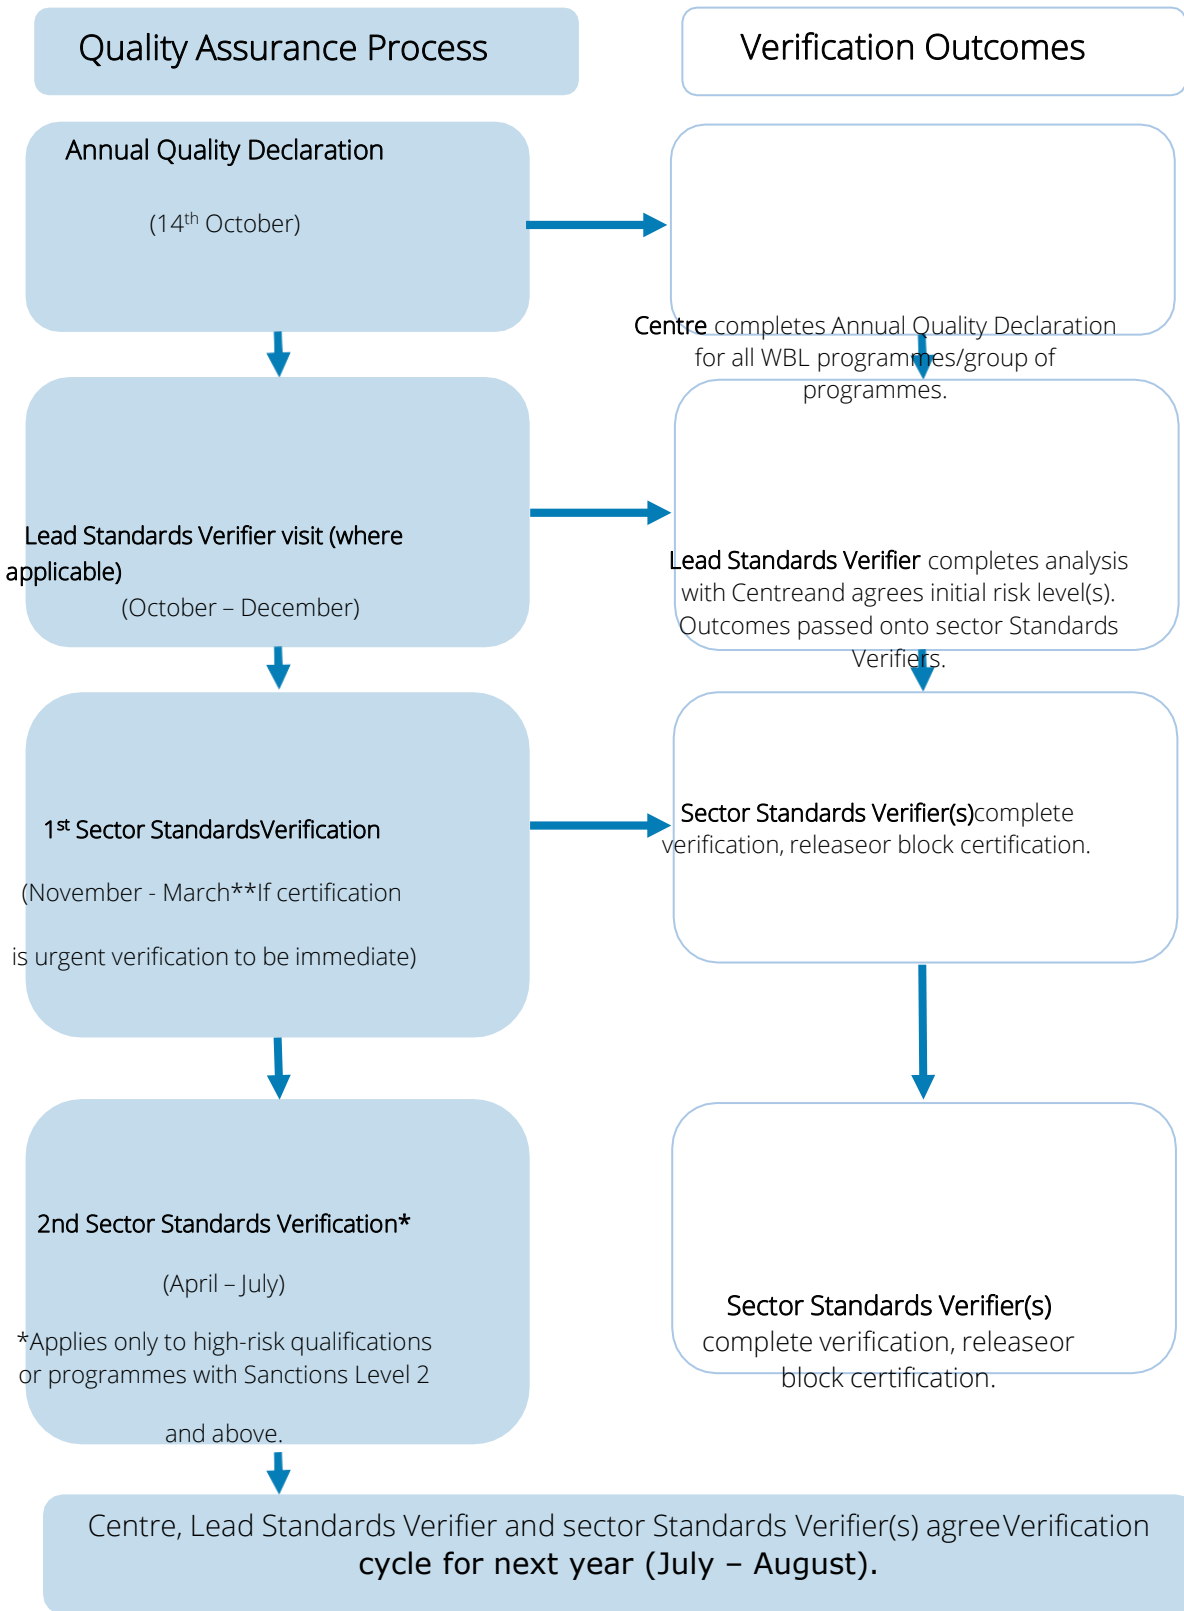 Quality Assurance Process
Verification Outcomes
Annual Quality Declaration
(14th October)
Centre completes Annual Quality Declaration
for all WBL programmes/group of
programmes.
Lead Standards Verifier visit (where
applicable)
(October – December)
Lead Standards Verifier completes analysis
with Centreand agrees initial risk level(s).
Outcomes passed onto sector Standards
Verifiers.
1st Sector StandardsVerification
(November - March**If certification
is urgent verification to be immediate)
Sector Standards Verifier(s)complete
verification, releaseor block certification.
2nd Sector Standards Verification*
(April – July)
*Applies only to high-risk qualifications
or programmes with Sanctions Level 2
and above.
Sector Standards Verifier(s)
complete verification, releaseor
block certification.
Centre, Lead Standards Verifier and sector Standards Verifier(s) agreeVerification
cycle for next year (July – August).